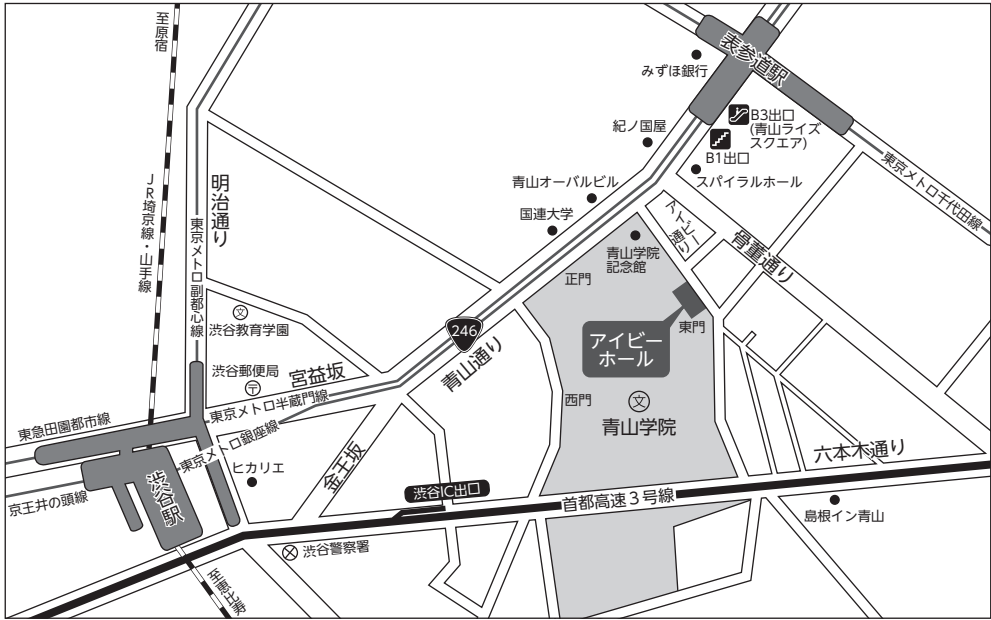 至原宿
JR埼京線・山手線
東京メトロ副都心線
明治通り
表参道駅
みずほ銀行
B3出口
(青山ライズ
スクエア)
B1出口
紀ノ国屋
スパイラルホール
東京メトロ千代田線
青山オーバルビル
国連大学
アイビー
通り
骨董通り
青山学院
記念館
正門
東門
アイビー
ホール
文
渋谷教育学園
246
青山通り
渋谷郵便局
〒
宮益坂
東京メトロ半蔵門線
東急田園都市線
東京メトロ銀座線
西門
文
青山学院
六本木通り
京王井の頭線
渋谷駅
ヒカリエ
金王坂
渋谷IC出口
首都高速3号線
島根イン青山
渋谷警察署
至恵比寿